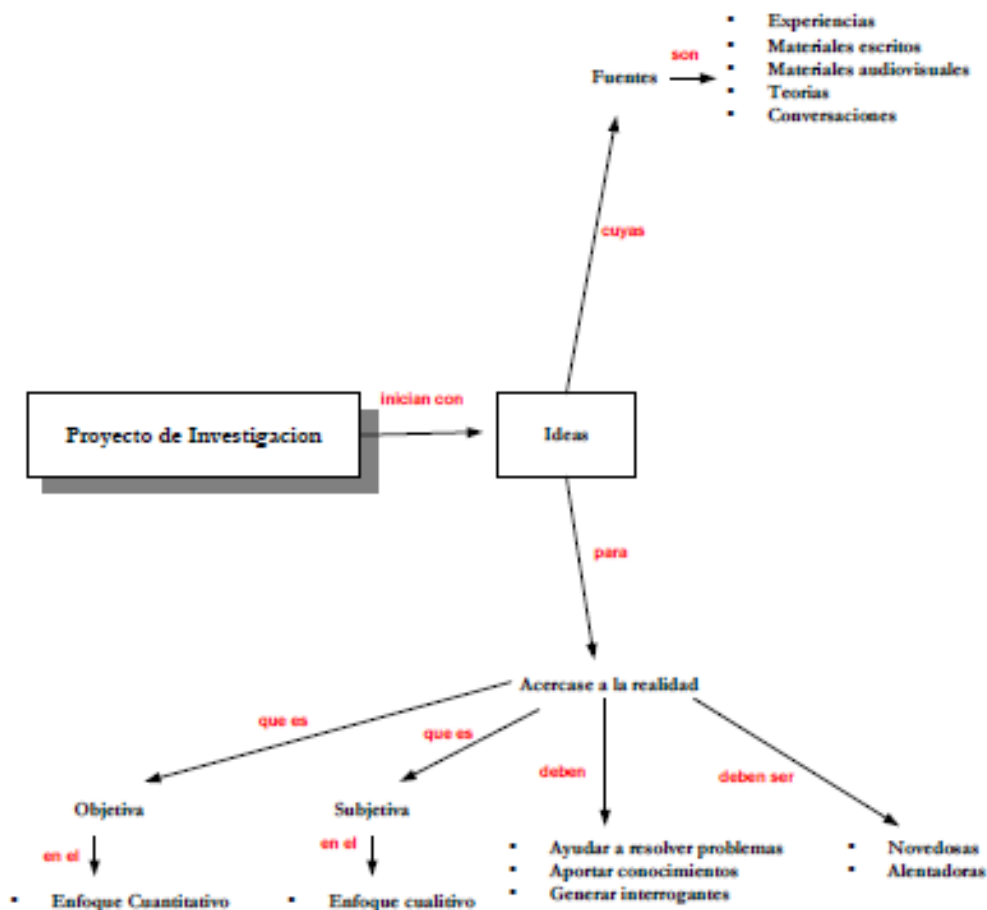 Experiencias
Materiales escritos
Materiales audiovisuales
Teorias
Conversaciones
son
Fuentes
cuyas
inician con
Proyecto de Investigacion
Ideas
para
Acercase a la realidad
que es
que es
deben
deben ser
Objetiva
Subjetiva
en el
en el
Enfoque Cuantitativo
Enfoque cualitivo
Ayudar a resolver problemas
Aportar conocimientos
Generar interrogantes
Novedosas
Alentadoras